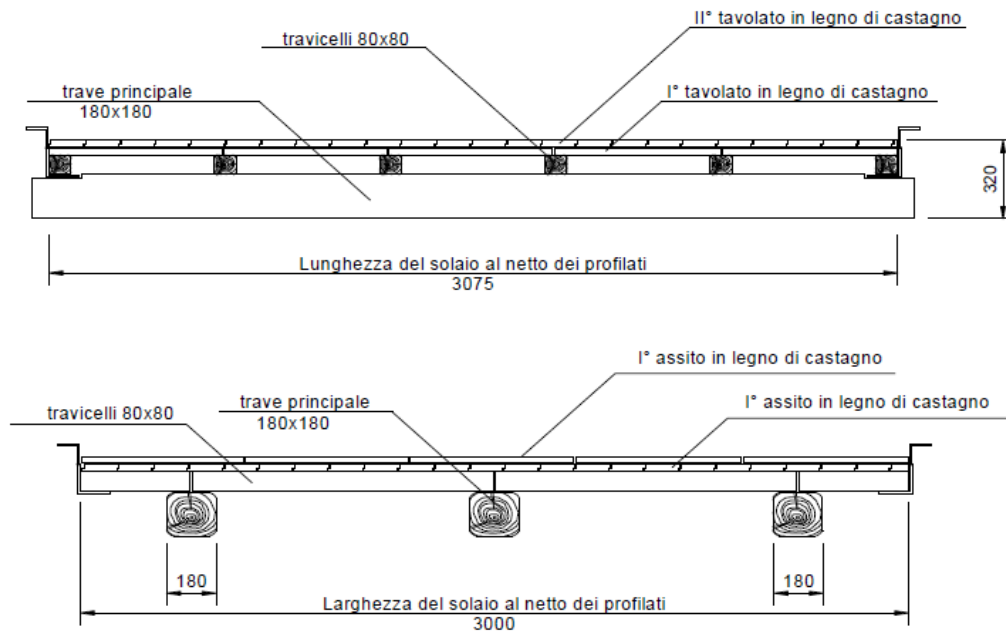 II° tavolato in legno di castagno
travicelli 80x80
trave principale
180x180
I° tavolato in legno di castagno
320
Lunghezza del solaio al netto dei profilati
3075
I° assito in legno di castagno
travicelli 80x80
trave principale
180x180
I° assito in legno di castagno
180
180
Larghezza del solaio al netto dei profilati
3000